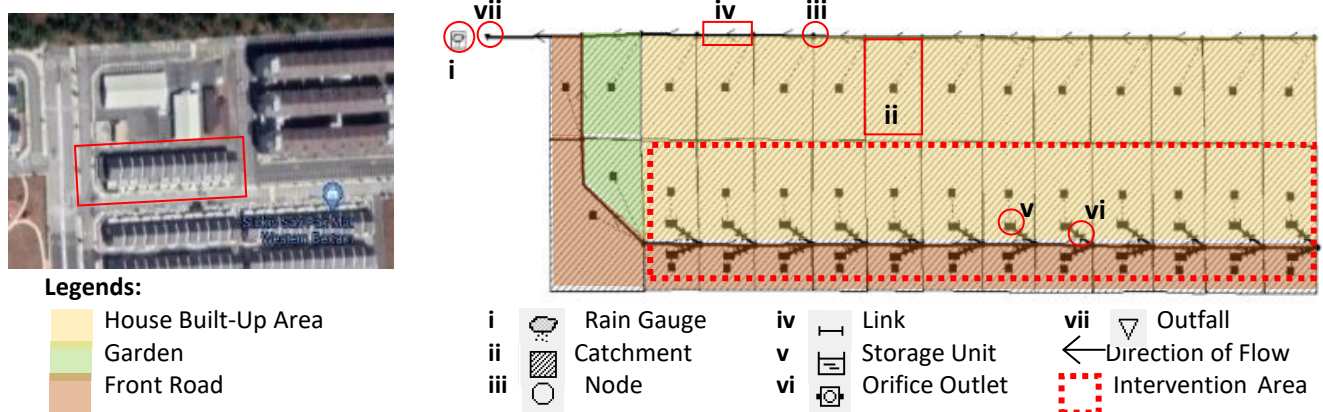 vii
iv
iii
i
ii
v
vi
Legends:
House Built-Up Area
Garden
Front Road
i Rain Gauge
ii Catchment
iii Node
iv Link
v Storage Unit
vi Orifice Outlet
vii Outfall
Direction of Flow
Intervention Area